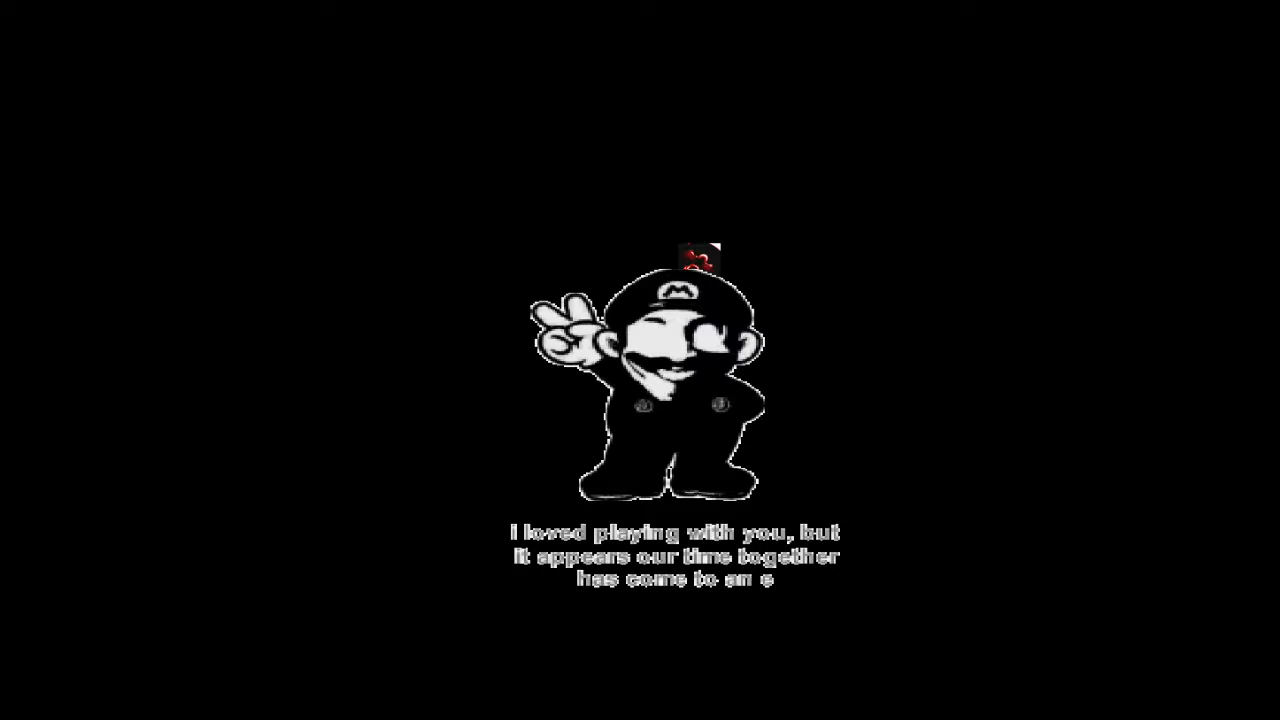 M
i loved playing with you, but
it appears our time together
has come to an e